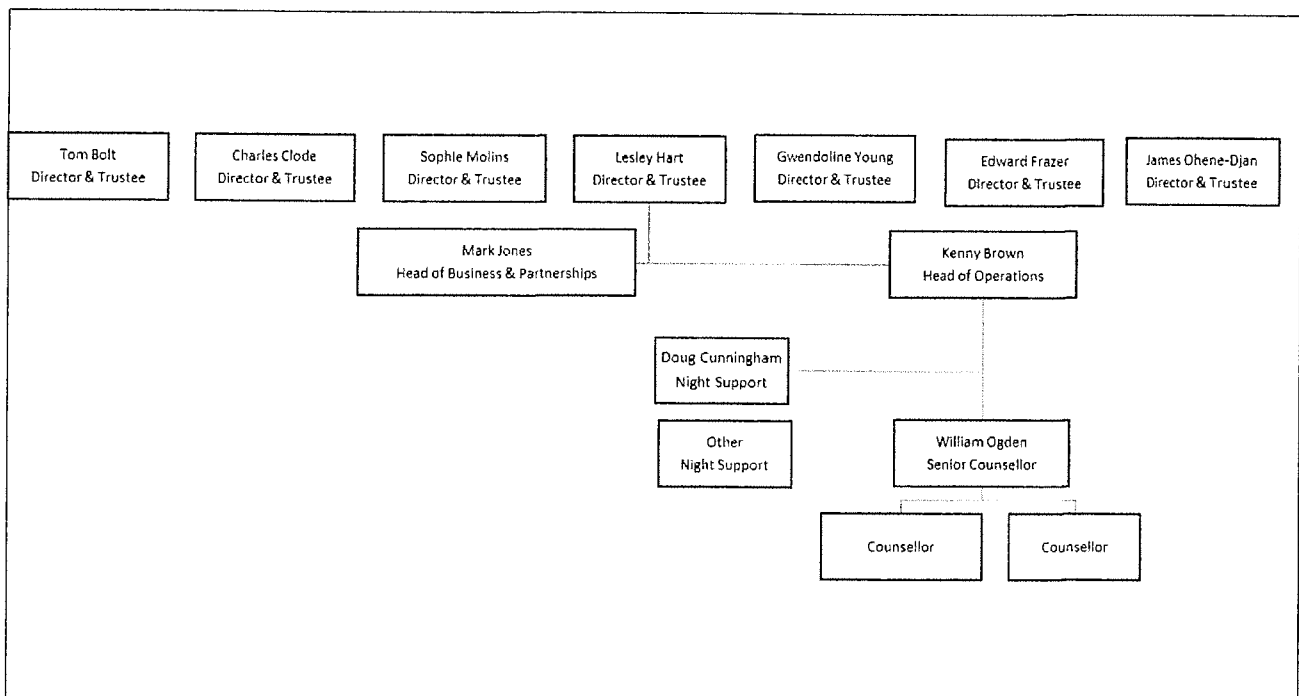 Tom Bolt
Director & Trustee
Charles Clode
Director & Trustee
Sophie Molins
Director & Trustee
Lesley Hart
Director & Trustee
Gwendoline Young
Director & Trustee
Edward Frazer
Director & Trustee
James Ohene-Djan
Director & Trustee
Mark Jones
Head of Business & Partnerships
Kenny Brown
Head of Operations
Doug Cunningham
Night Support
Other
Night Support
William Ogden
Senior Counsellor
Counsellor
Counsellor